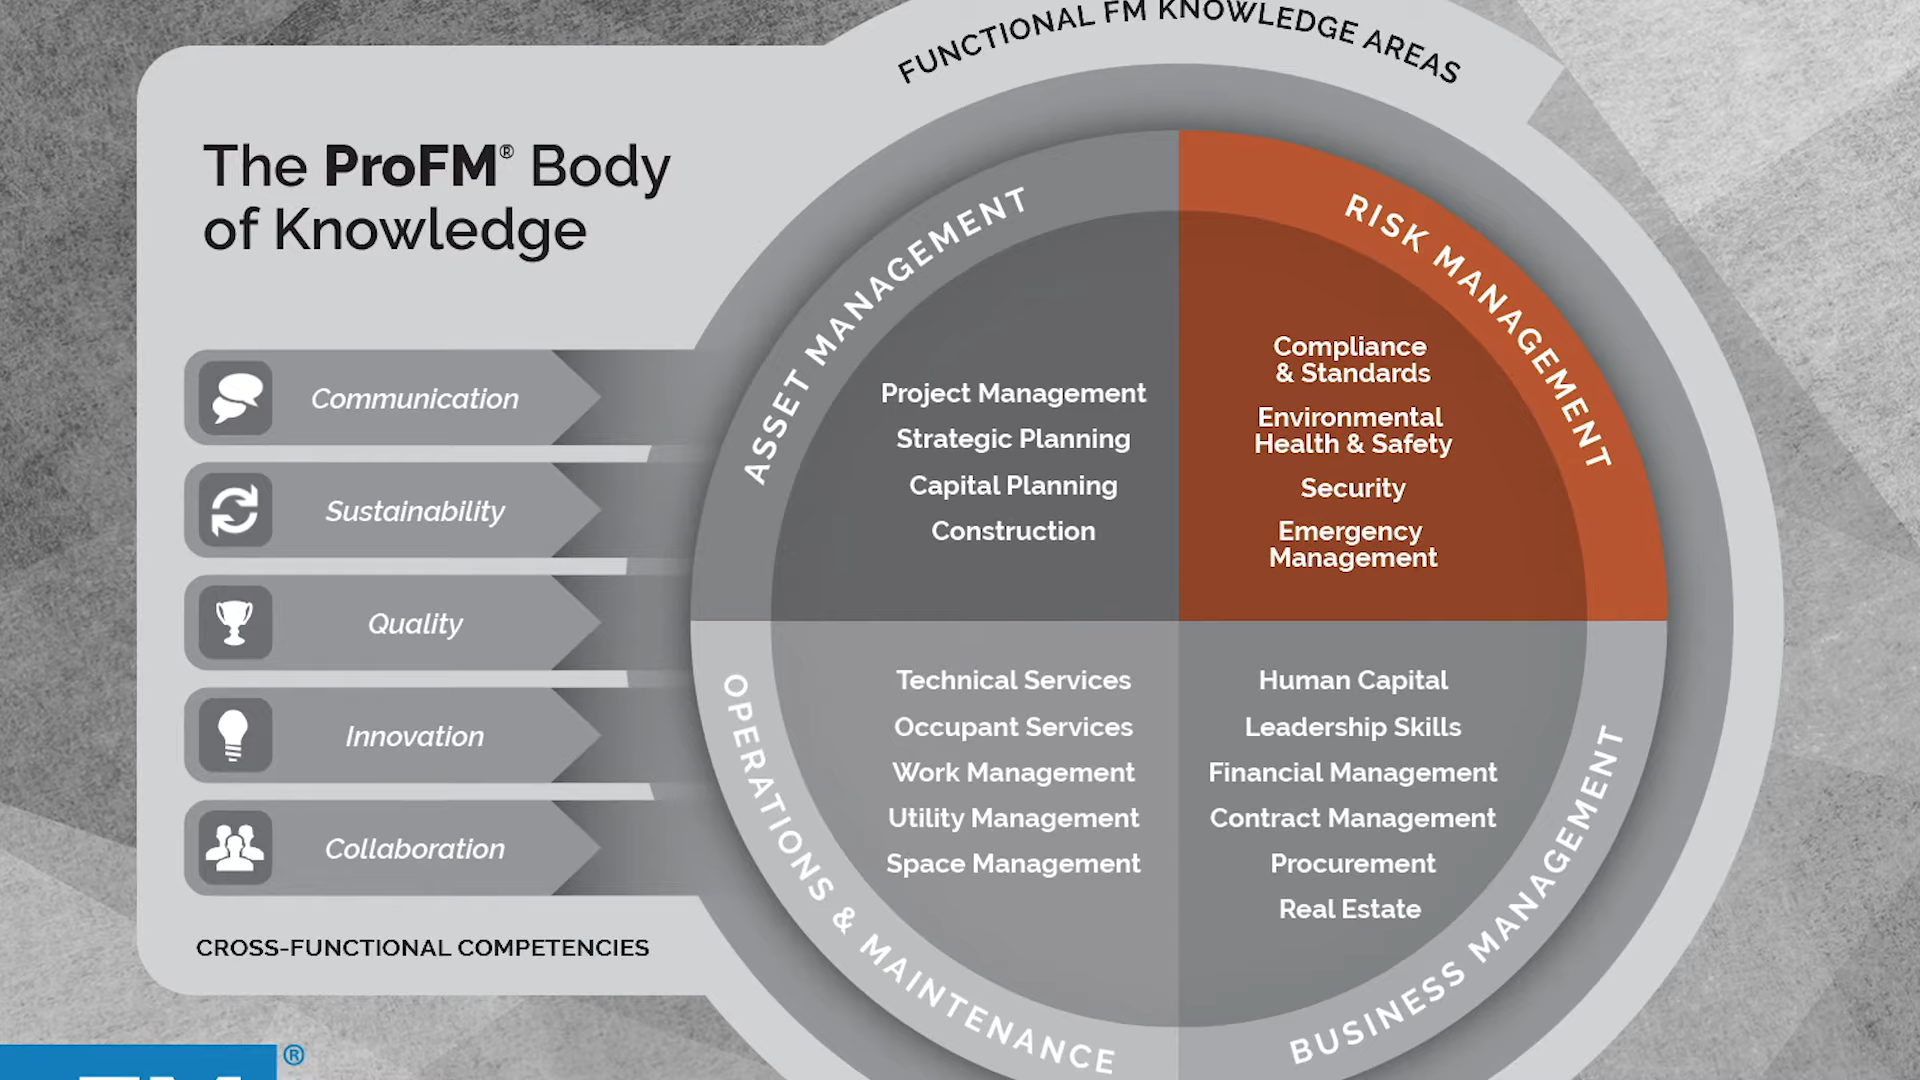 FUNCTIONAL FM KNOWLEDGE AREAS
The ProFM® Body
of Knowledge
Communication
Sustainability
Quality
Innovation
Collaboration
CROSS-FUNCTIONAL COMPETENCIES
ASSET MANAGEMENT
Project Management
Strategic Planning
Capital Planning
Construction
RISK MANAGEMENT
Compliance
& Standards
Environmental
Health & Safety
Security
Emergency
Management
OPERATIONS & MAINTENANCE
Technical Services
Occupant Services
Work Management
Utility Management
Space Management
BUSINESS MANAGEMENT
Human Capital
Leadership Skills
Financial Management
Contract Management
Procurement
Real Estate
®